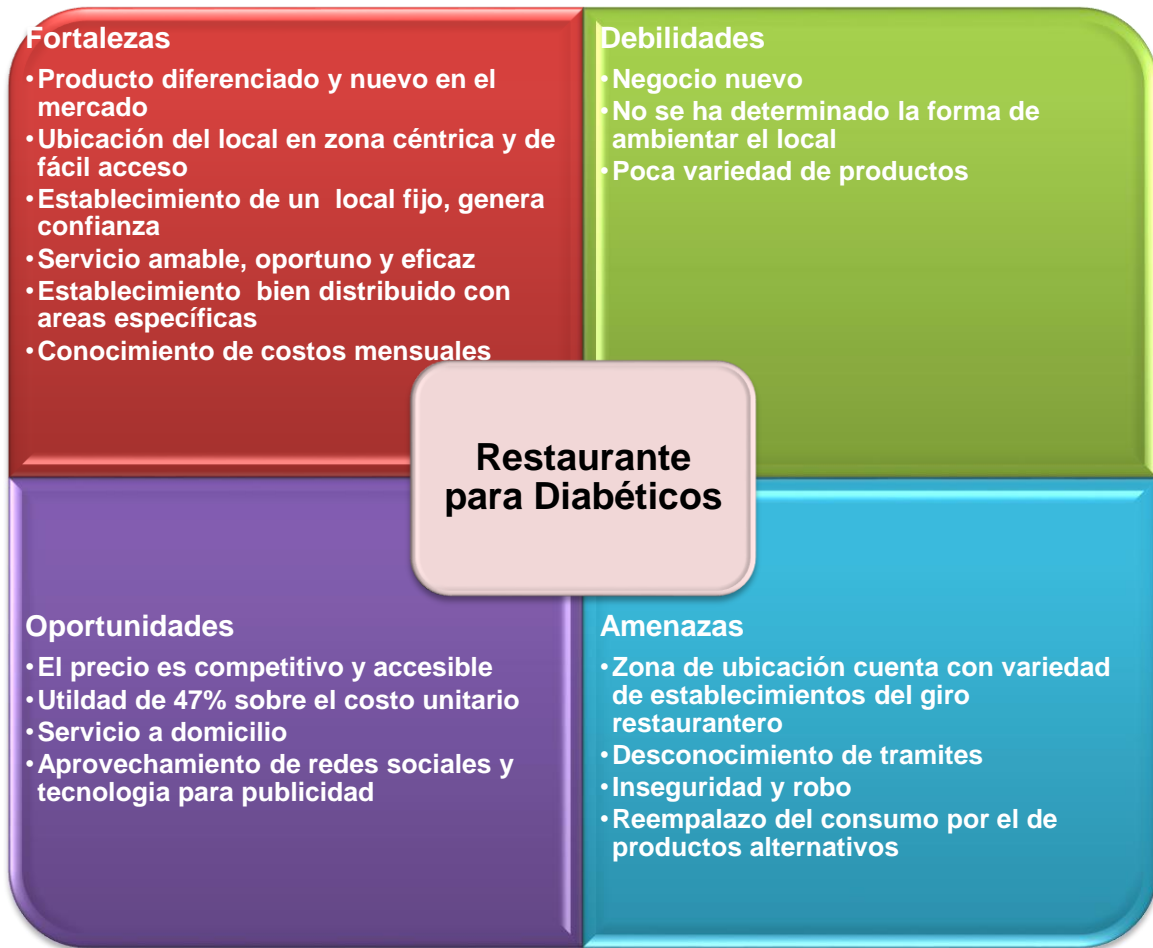 Fortalezas
•Producto diferenciado y nuevo en el
mercado
•Ubicación del local en zona céntrica y de
fácil acceso
•Establecimiento de un local fijo, genera
confianza
•Servicio amable, oportuno y eficaz
•Establecimiento bien distribuido con
areas específicas
•Conocimiento de costos mensuales
Debilidades
•Negocio nuevo
•No se ha determinado la forma de
ambientar el local
•Poca variedad de productos
Restaurante
para Diabéticos
Oportunidades
•El precio es competitivo y accesible
•Utildad de 47% sobre el costo unitario
•Servicio a domicilio
•Aprovechamiento de redes sociales y
tecnologia para publicidad
Amenazas
•Zona de ubicación cuenta con variedad
de establecimientos del giro
restaurantero
•Desconocimiento de tramites
•Inseguridad y robo
•Reempalazo del consumo por el de
productos alternativos